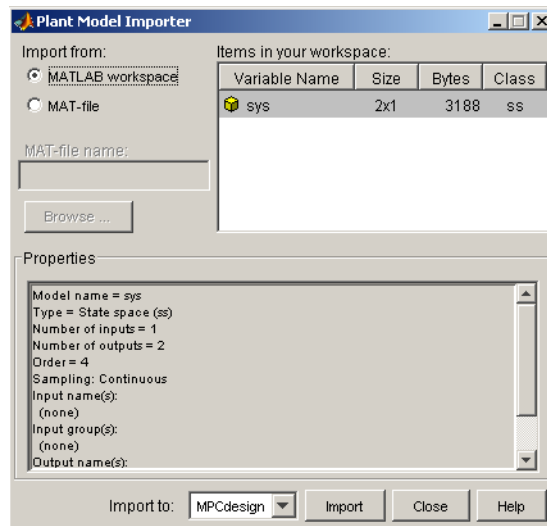 Plant Model Importer
Import from:
MATLAB workspace
MAT-file
MAT-file name:
Browse ...
Items in your workspace:
Variable Name Size Bytes Class
sys 2x1 3188 ss
Properties
Model name = sys
Type = State space (ss)
Number of inputs = 1
Number of outputs = 2
Order = 4
Sampling: Continuous
Input name(s):
(none)
Input group(s):
(none)
Output name(s):
Import to: MPCdesign Import Close Help